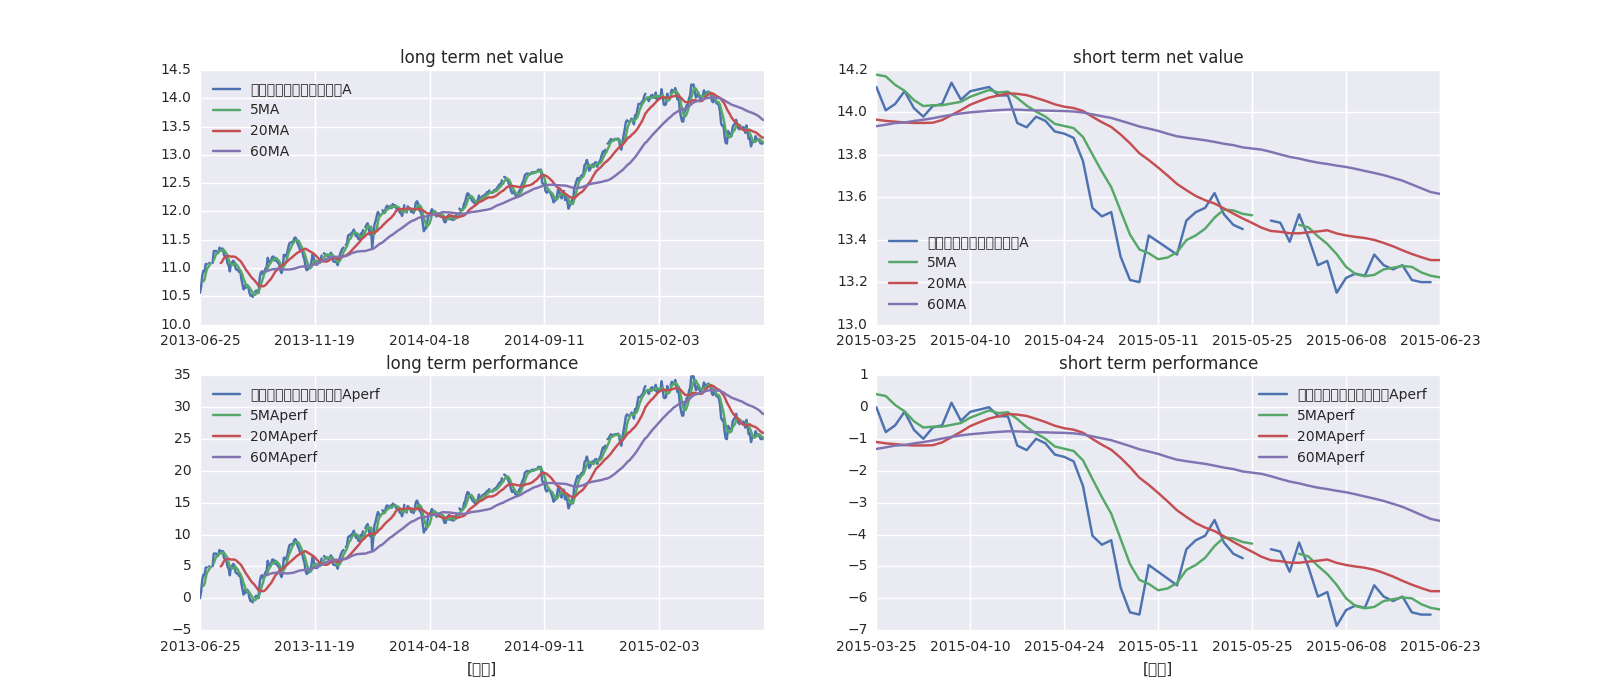 long term net value
14.5
14.0
13.5
13.0
12.5
12.0
11.5
11.0
10.5
10.0
A
5MA
20MA
60MA
2013-06-25 2013-11-19 2014-04-18 2014-09-11 2015-02-03
short term net value
14.2
14.0
13.8
13.6
13.4
13.2
13.0
A
5MA
20MA
60MA
2015-03-25 2015-04-10 2015-04-24 2015-05-11 2015-05-25 2015-06-08 2015-06-23
long term performance
35
30
25
20
15
10
5
0
−5
Aperf
5MAperf
20MAperf
60MAperf
2013-06-25 2013-11-19 2014-04-18 2014-09-11 2015-02-03
short term performance
1
0
−1
−2
−3
−4
−5
−6
−7
Aperf
5MAperf
20MAperf
60MAperf
2015-03-25 2015-04-10 2015-04-24 2015-05-11 2015-05-25 2015-06-08 2015-06-23